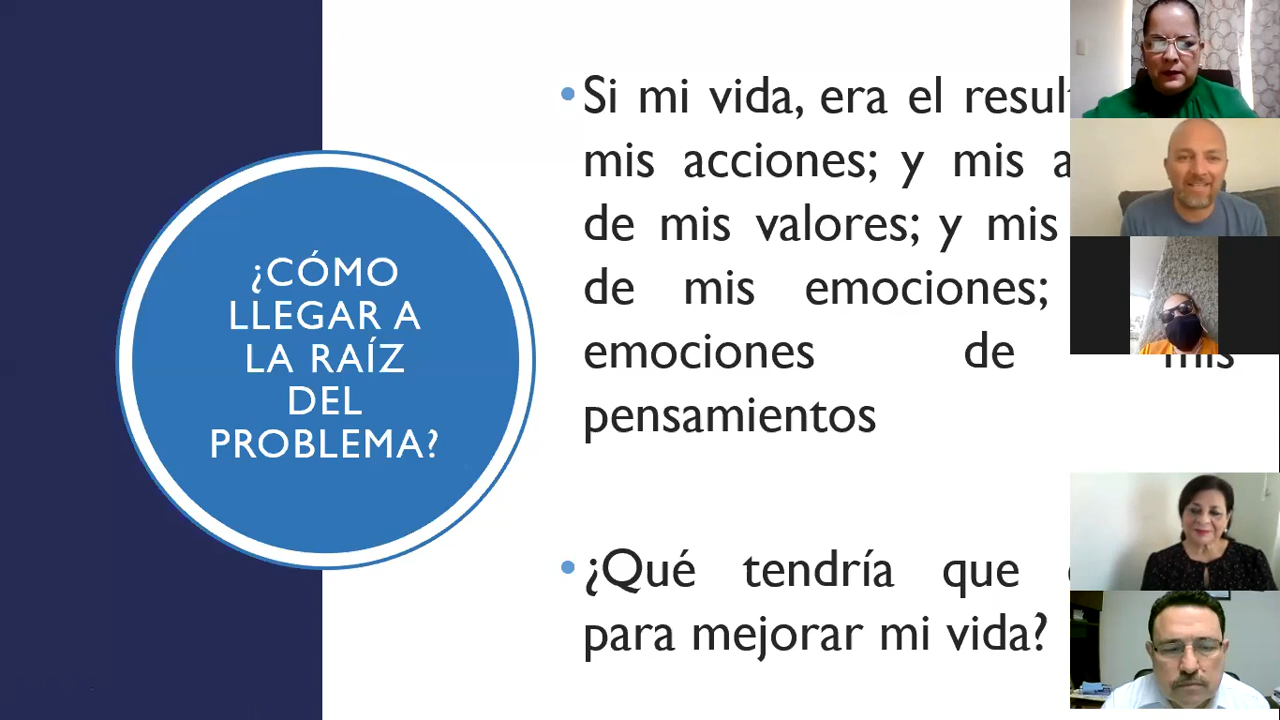 ¿CÓMO
LLEGAR A
LA RAÍZ
DEL
PROBLEMA?
• Si mi vida, era el
mis acciones; y mis
de mis valores; y mis
de mis emociones;
emociones de mis
pensamientos
• ¿Qué tendría que
para mejorar mi vida?